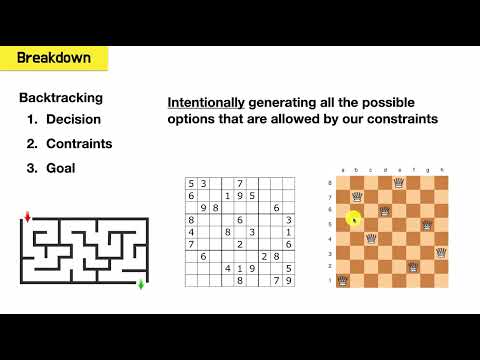 Breakdown
Backtracking
1. Decision
2. Contraints
3. Goal
Intentionally generating all the possible
options that are allowed by our constraints
5 3 7
6 1 9 5
9 8 6
8 6 3
4 8 3 1
7 2 6
6 2 8
4 1 9 5
8 7 9
a b c d e f g h
8
7
6
5
4
3
2
1